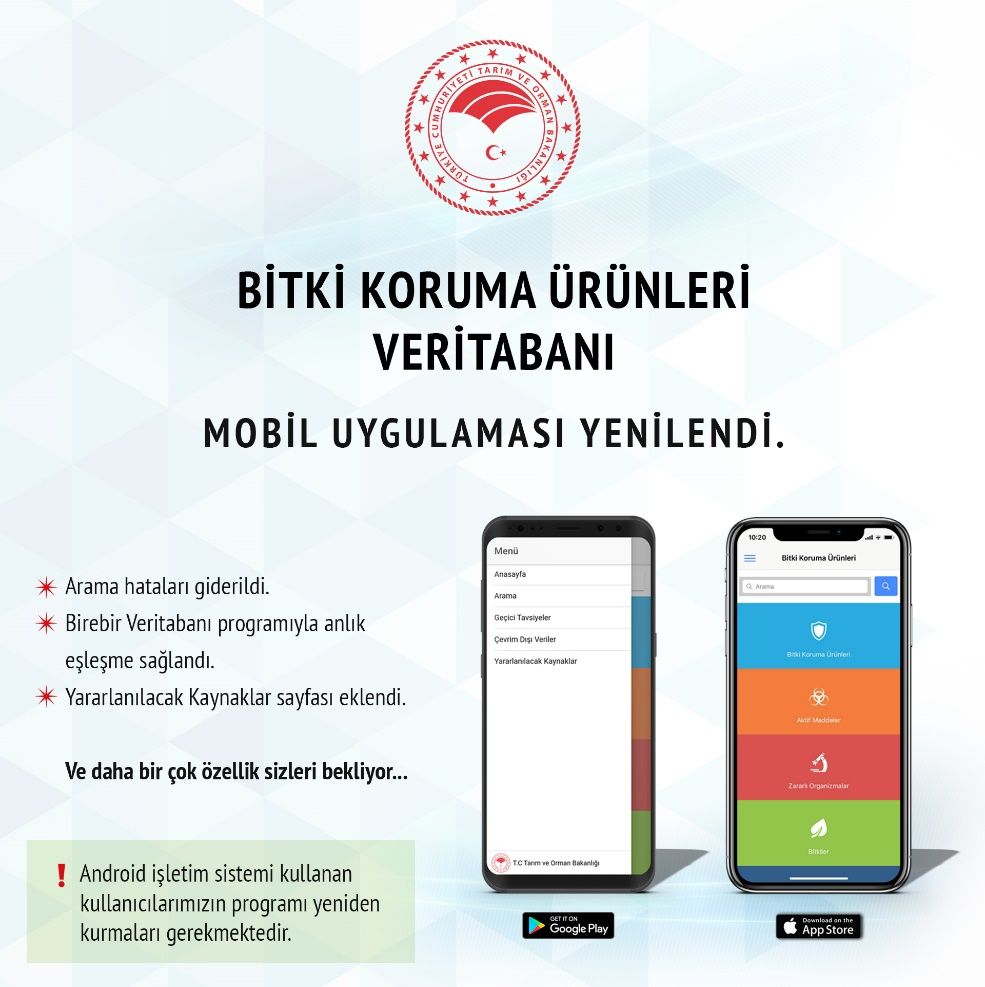 TÜRKİYE CUMHURİYETİ TARIM VE ORMAN BAKANLIĞI
BİTKİ KORUMA ÜRÜNLERİ
VERİTABANI
MOBİL UYGULAMASI YENİLENDİ.
Arama hataları giderildi.
Birebir Veritabanı programıyla anlık
eşleşme sağlandı.
Yararlanılacak Kaynaklar sayfası eklendi.
Ve daha bir çok özellik sizleri bekliyor...
! Android işletim sistemi kullanan
kullanıcılarımızın programı yeniden
kurmaları gerekmektedir.
Menü
Anasayfa
Arama
Geçici Tavsiyeler
Çevrim Dışı Veriler
Yararlanılacak Kaynaklar
T.C Tarım ve Orman Bakanlığı
GET IT ON
Google Play
10:20
Bitki Koruma Ürünleri
Arama
Bitki Koruma Ürünleri
Aktif Maddeler
Zararlı Organizmalar
Bitkiler
Download on the
App Store